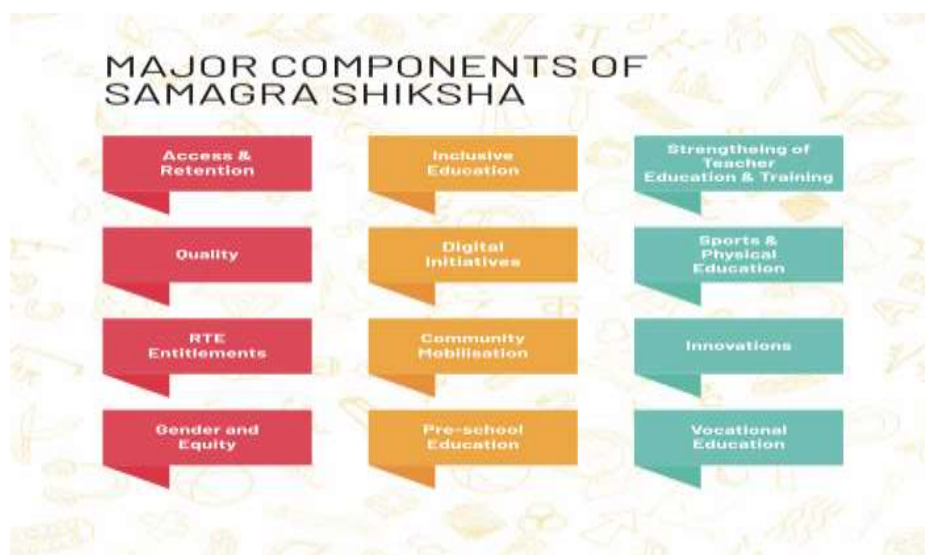 MAJOR COMPONENTS OF
SAMAGRA SHIKSHA
Access &
Retention
Inclusive
Education
Strengtheing of
Teacher
Education & Training
Quality
Digital
Initiatives
Sports &
Physical
Education
RTE
Entitlements
Community
Mobilisation
Innovations
Gender and
Equity
Pre-school
Education
Vocational
Education